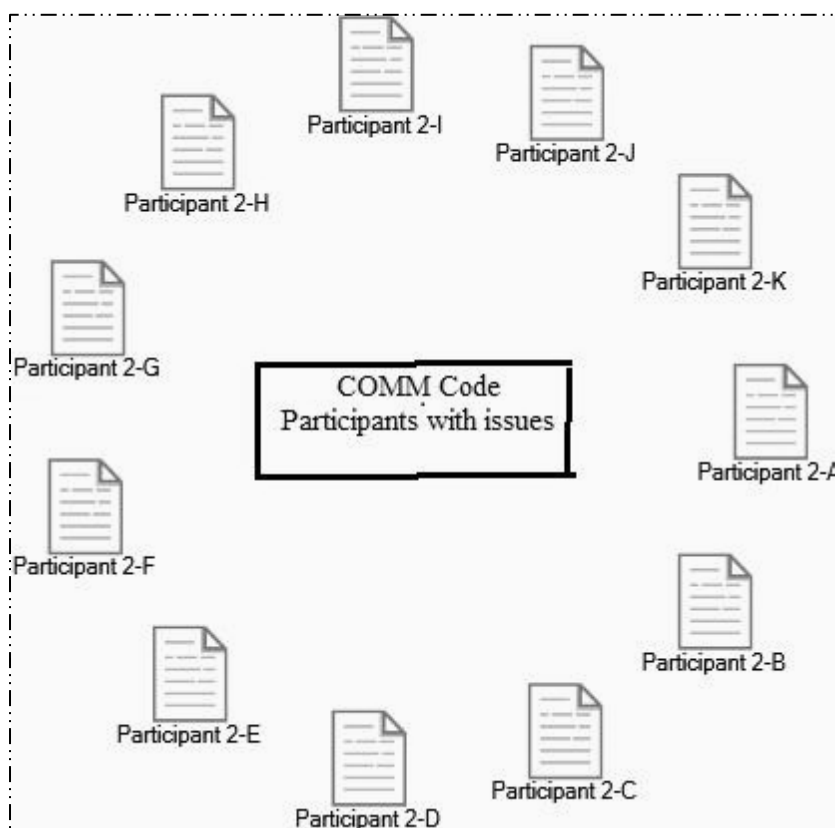 Participant 2-I
Participant 2-J
Participant 2-H
Participant 2-K
Participant 2-G
COMM Code
Participants with issues
Participant 2-A
Participant 2-F
Participant 2-B
Participant 2-E
Participant 2-C
Participant 2-D